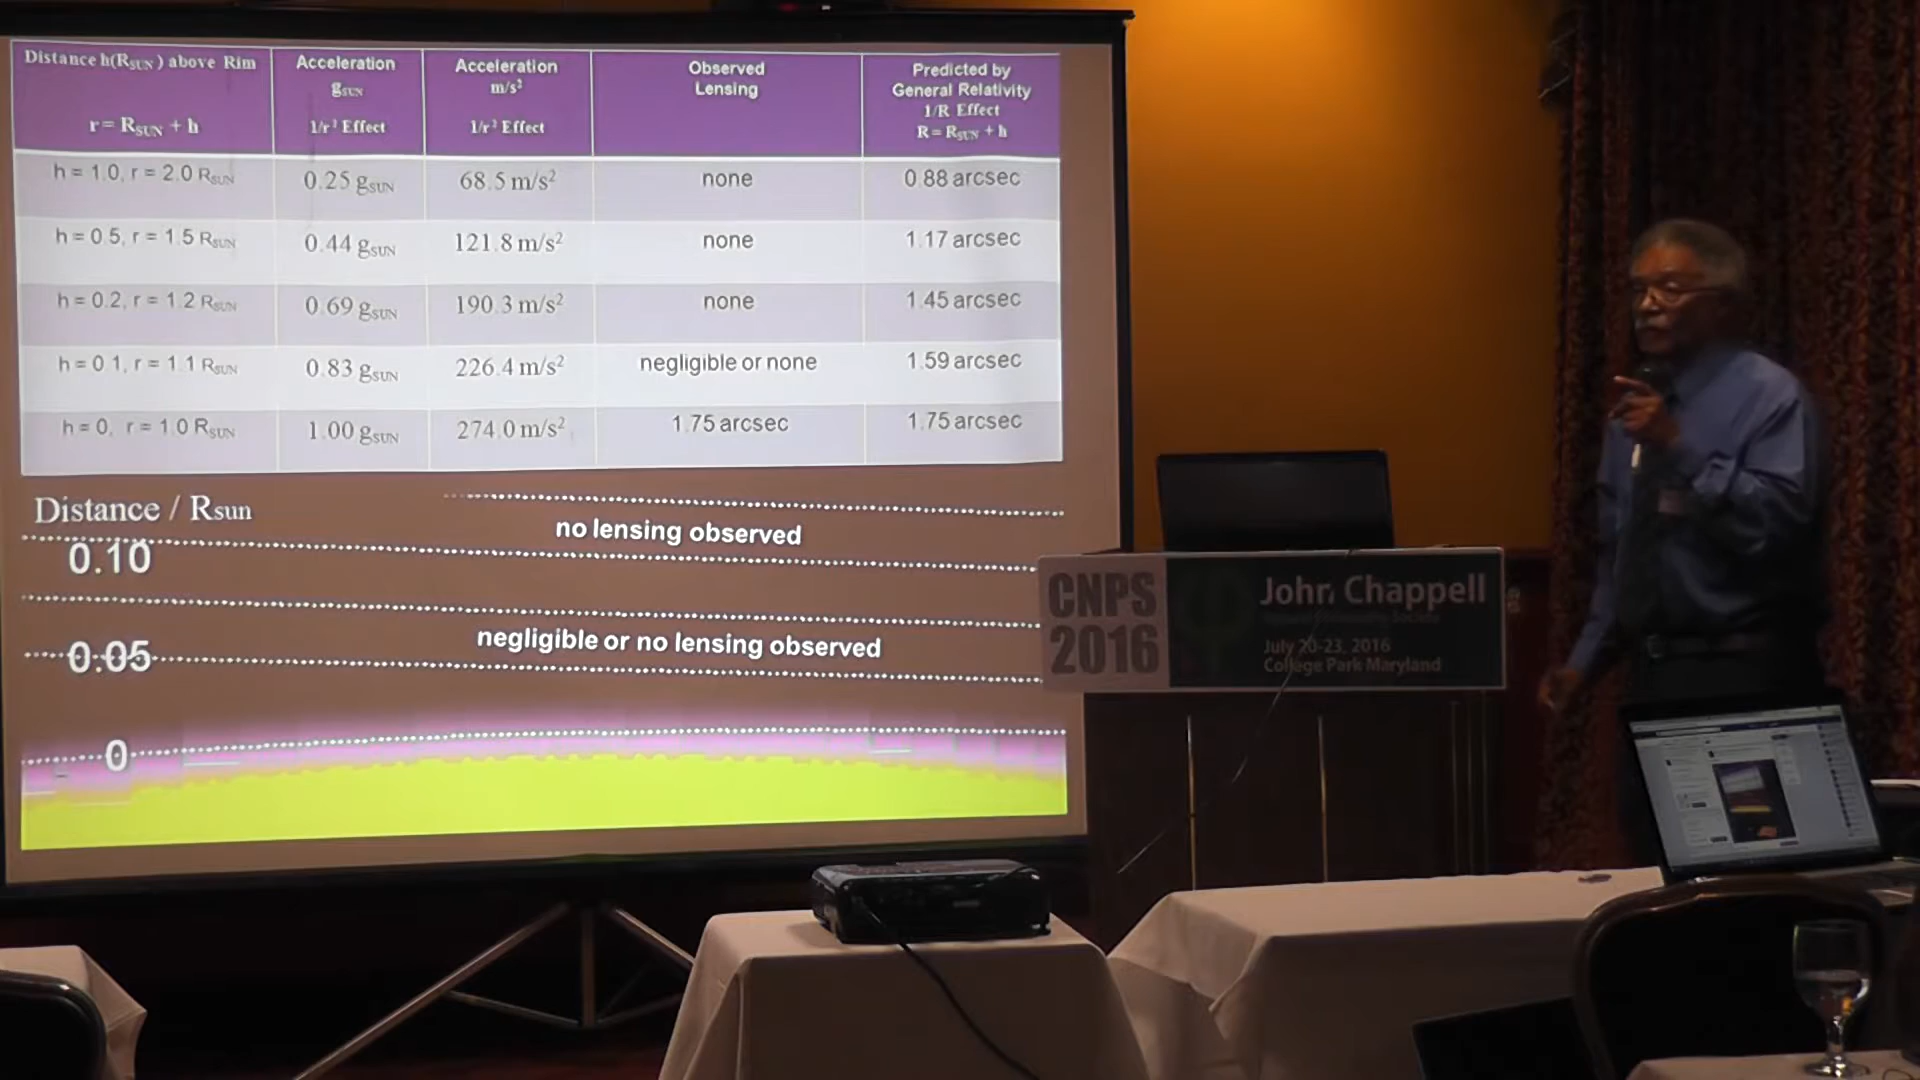 Distance h(RSUN) above Rim
r = RSUN + h
Acceleration
gSUN
1/r² Effect
Acceleration
m/s²
1/r² Effect
Observed
Lensing
Predicted by
General Relativity
1/R Effect
R = RSUN + h
h = 1.0, r = 2.0 RSUN
0.25 gSUN
68.5 m/s²
none
0.88 arcsec
h = 0.5, r = 1.5 RSUN
0.44 gSUN
121.8 m/s²
none
1.17 arcsec
h = 0.2, r = 1.2 RSUN
0.69 gSUN
190.3 m/s²
none
1.45 arcsec
h = 0.1, r = 1.1 RSUN
0.83 gSUN
226.4 m/s²
negligible or none
1.59 arcsec
h = 0, r = 1.0 RSUN
1.00 gSUN
274.0 m/s²
1.75 arcsec
1.75 arcsec
Distance / Rsun
no lensing observed
0.10
negligible or no lensing observed
0.05
0
CNPS
2016
John Chappell
July 20-23, 2016
College Park Maryland